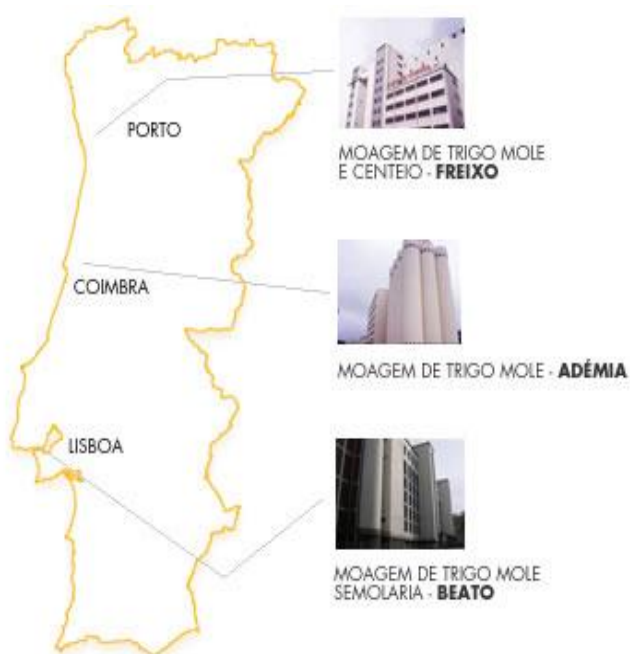 PORTO
MOAGEM DE TRIGO MOLE
E CENTEIO - FREIXO
COIMBRA
MOAGEM DE TRIGO MOLE - ADÉMIA
LISBOA
MOAGEM DE TRIGO MOLE
SEMOLARIA - BEATO